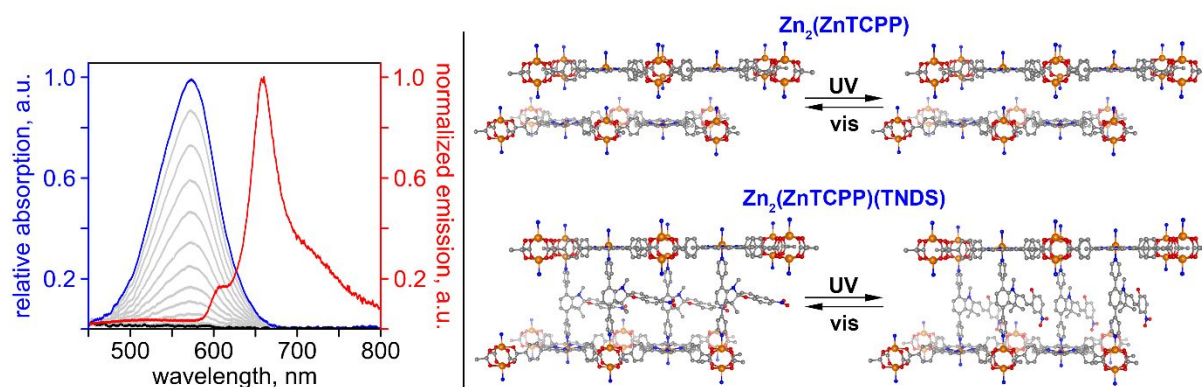 relative absorption, a.u.
1.0
0.6
0.2
500
600
700
800
wavelength, nm
1.0
0.6
0.2
normalized emission, a.u.
Zn2(ZnTCPP)
UV
vis
Zn2(ZnTCPP)(TNDS)
UV
vis